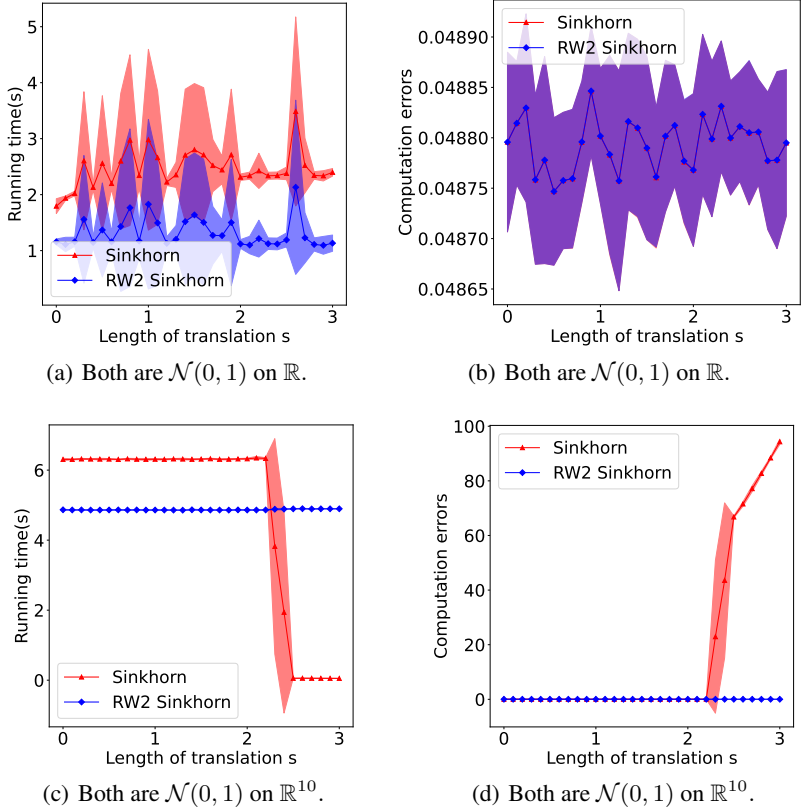 5
4
3
2
1
Running time(s)
Sinkhorn
RW2 Sinkhorn
0 1 2 3
Length of translation s
(a) Both are 𝒩(0, 1) on ℝ.
Sinkhorn
RW2 Sinkhorn
0.04890
0.04885
0.04880
0.04875
0.04870
0.04865
Computation errors
0 1 2 3
Length of translation s
(b) Both are 𝒩(0, 1) on ℝ.
6
4
2
0
Running time(s)
Sinkhorn
RW2 Sinkhorn
0 1 2 3
Length of translation s
(c) Both are 𝒩(0, 1) on ℝ¹⁰.
100
80
60
40
20
0
Computation errors
Sinkhorn
RW2 Sinkhorn
0 1 2 3
Length of translation s
(d) Both are 𝒩(0, 1) on ℝ¹⁰.